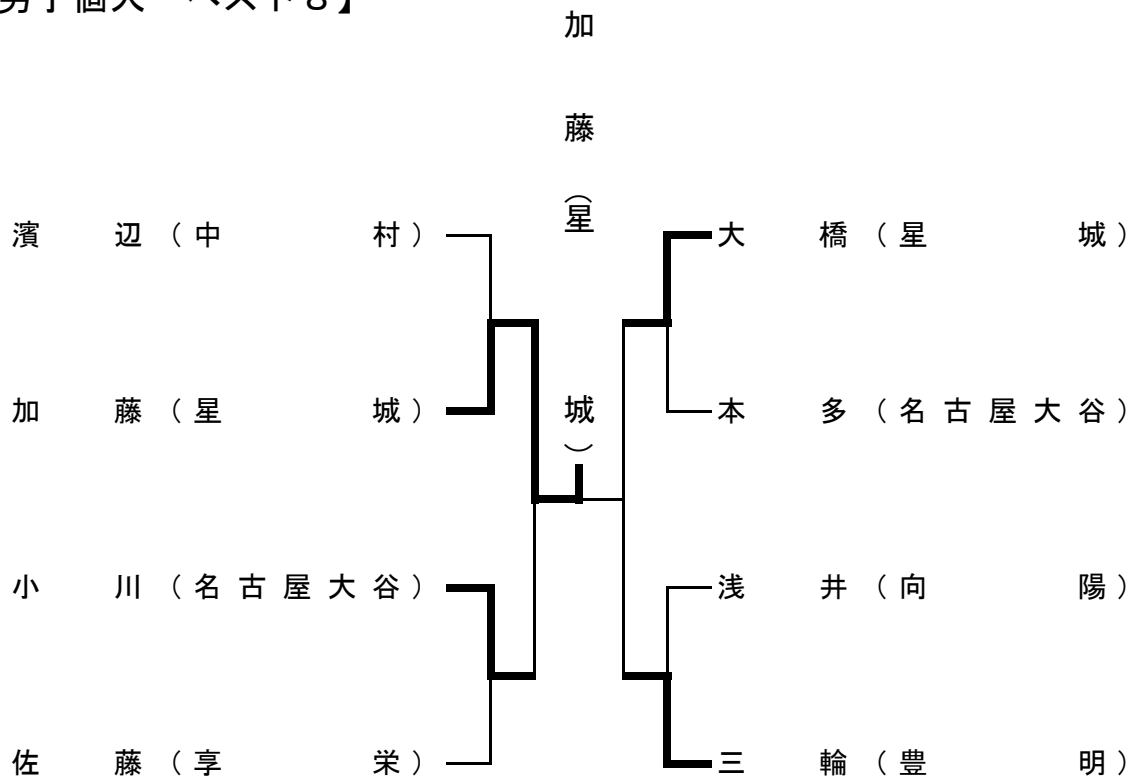 男子個人 ベスト8】
加藤（星城）
濱辺（中村）
加藤（星城）
小川（名古屋大谷）
佐藤（享栄）
大橋（星城）
本多（名古屋大谷）
浅井（向陽）
三輪（豊明）